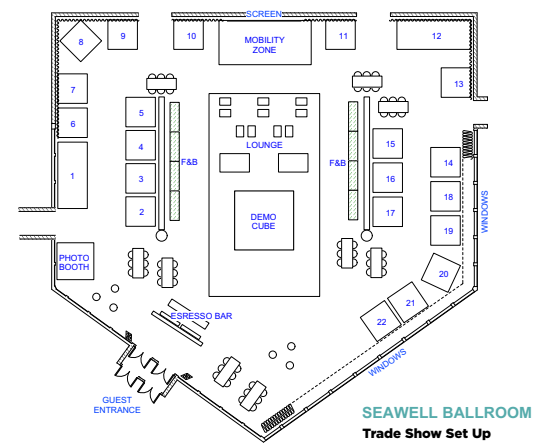 SCREEN
8
9
10
MOBILITY
ZONE
11
12
7
13
6
5
4
3
2
1
F&B
LOUNGE
F&B
15
16
17
14
18
19
WINDOWS
DEMO
CUBE
PHOTO
BOOTH
20
21
22
ESRESSO BAR
WINDOWS
GUEST
ENTRANCE
SEAWELL BALLROOM
Trade Show Set Up